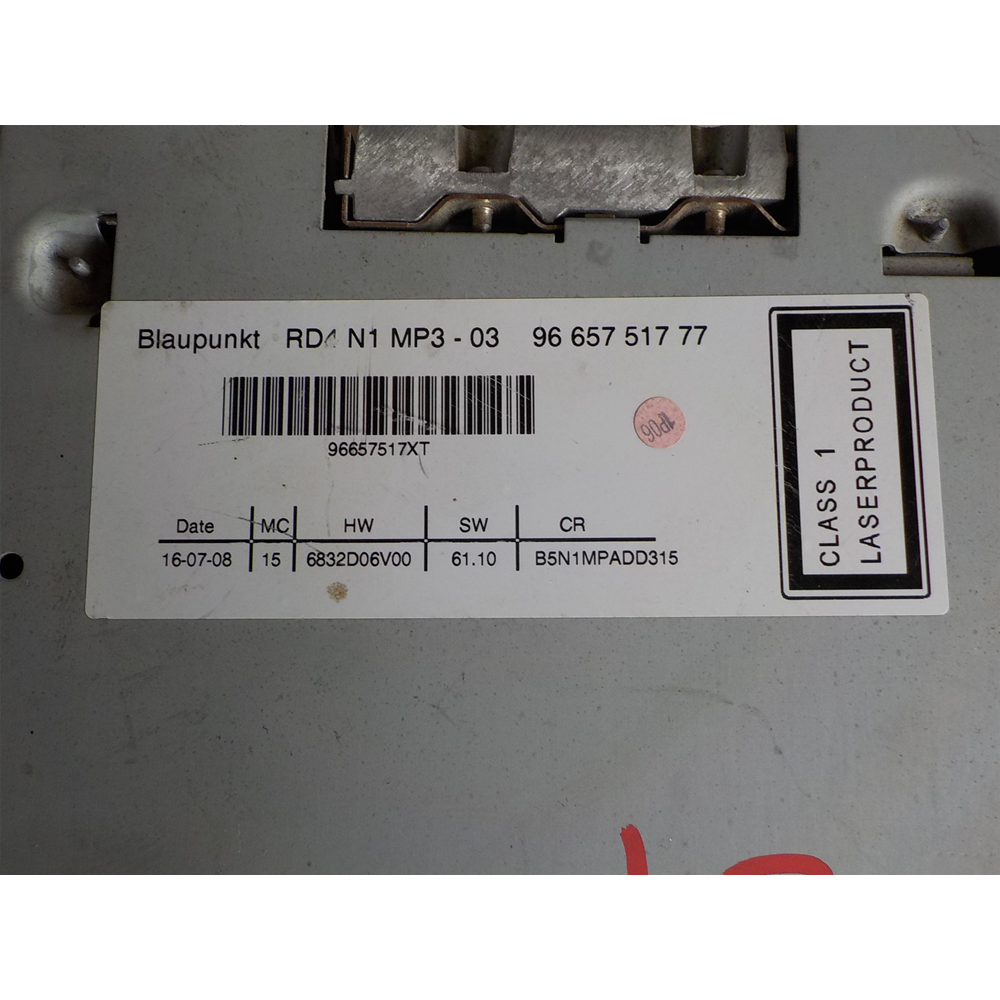 Blaupunkt RD4 N1 MP3 - 03 96 657 517 77
96657517XT
1P06
Date MC HW SW CR
16-07-08 15 6832D06V00 61.10 B5N1MPADD315
CLASS 1
LASERPRODUCT